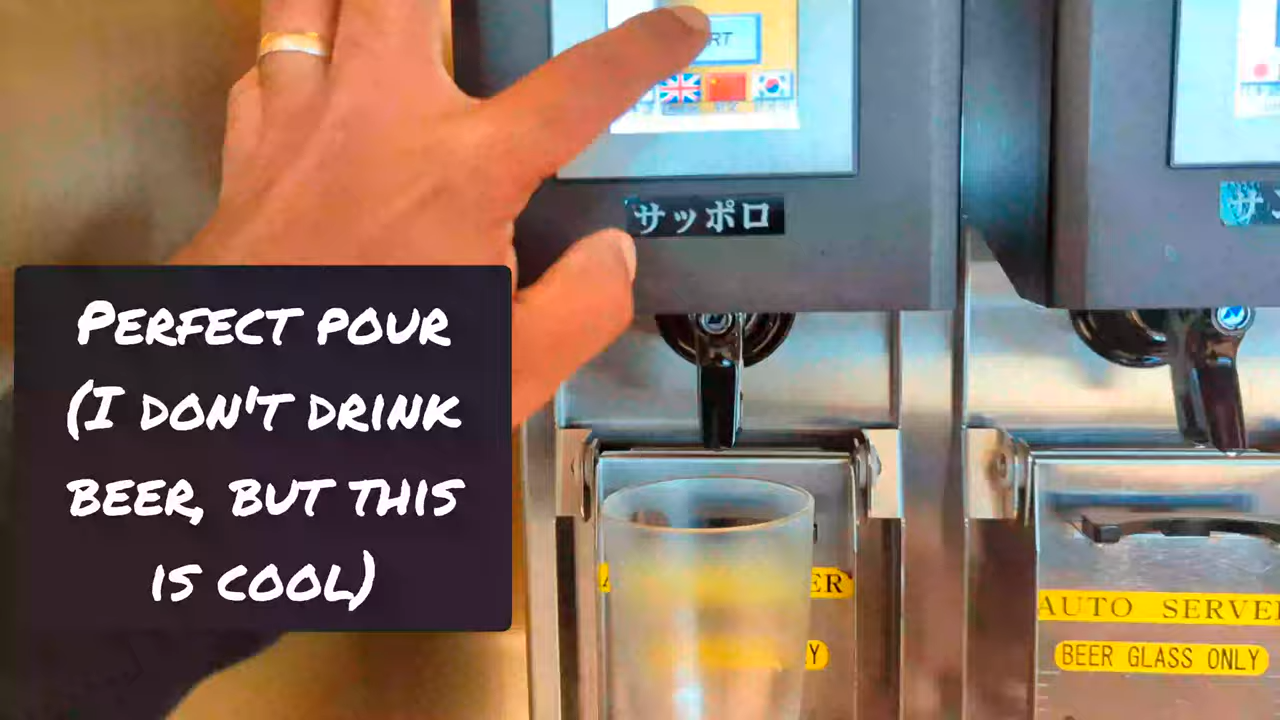 サッポロ
PERFECT POUR
(I DON'T DRINK
BEER, BUT THIS
IS COOL)
AUTO SERVER
BEER GLASS ONLY